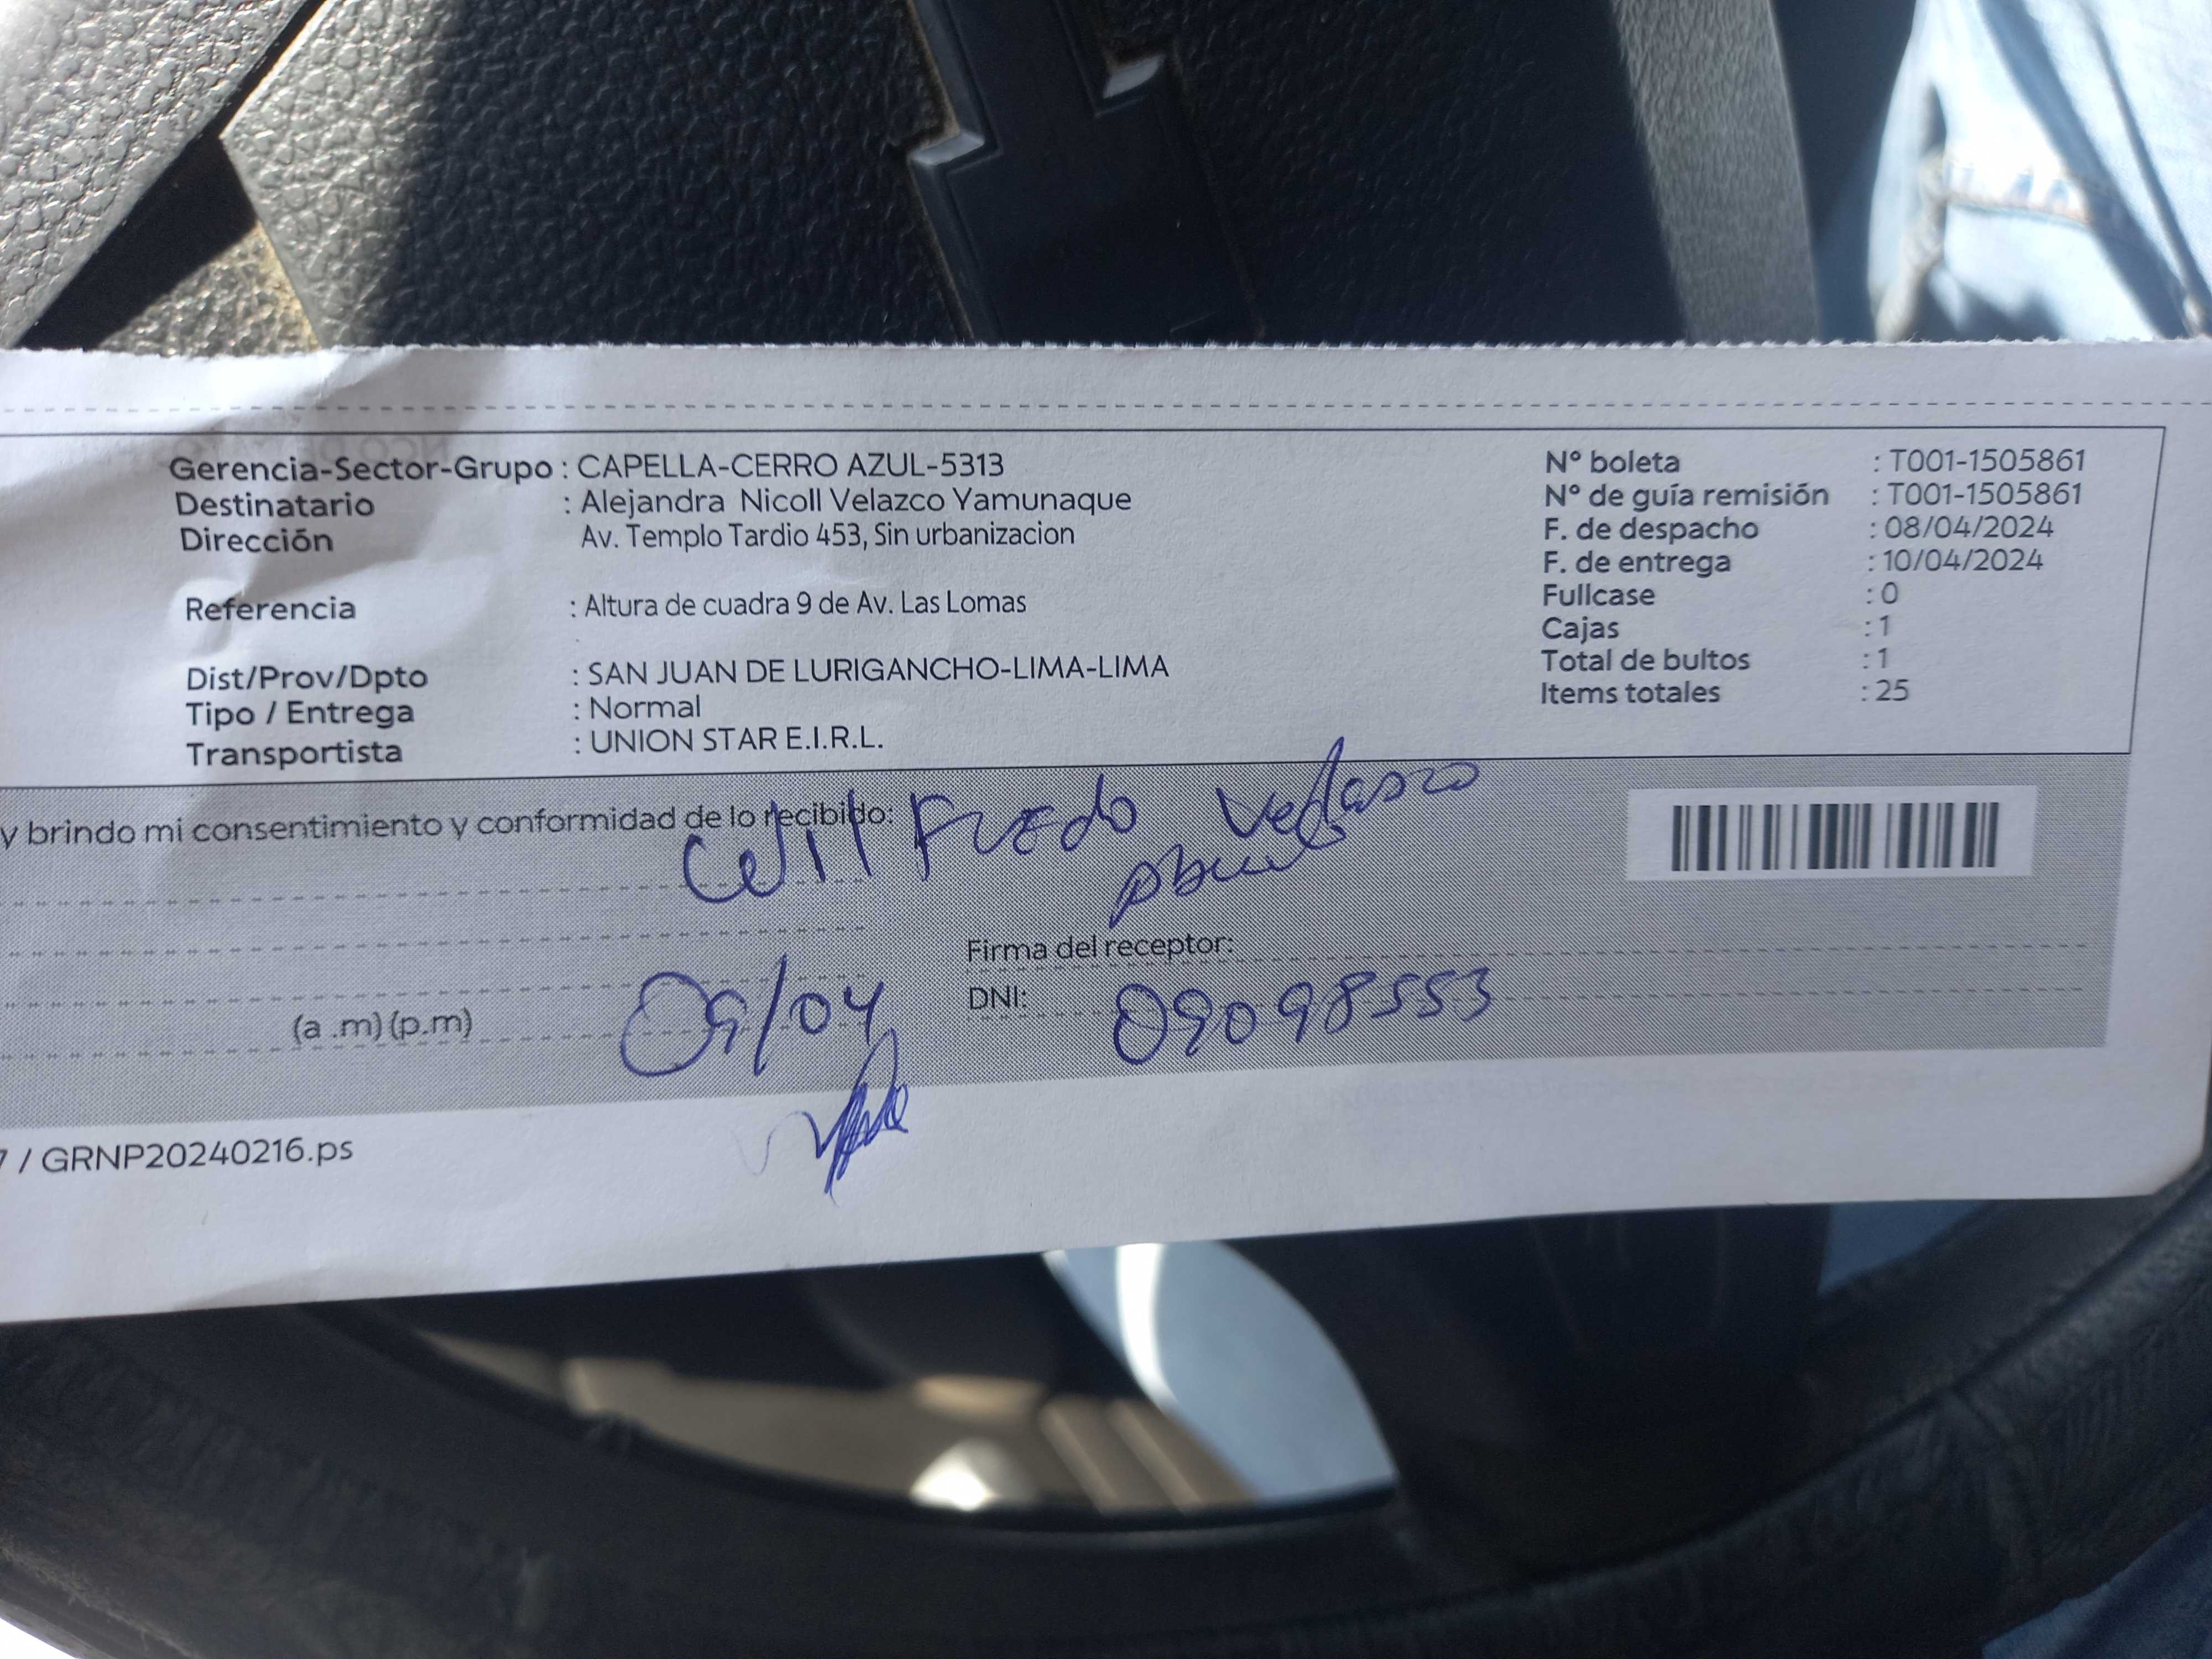 Gerencia-Sector-Grupo : CAPELLA-CERRO AZUL-5313
Destinatario : Alejandra Nicoll Velazco Yamunaque
Dirección Av. Templo Tardio 453, Sin urbanizacion
Referencia : Altura de cuadra 9 de Av. Las Lomas
Dist/Prov/Dpto : SAN JUAN DE LURIGANCHO-LIMA-LIMA
Tipo / Entrega : Normal
Transportista : UNION STAR E.I.R.L.
N° boleta : T001-1505861
N° de guía remisión : T001-1505861
F. de despacho : 08/04/2024
F. de entrega : 10/04/2024
Fullcase : 0
Cajas : 1
Total de bultos : 1
Items totales : 25
y brindo mi consentimiento y conformidad de lo recibido:
Wilfredo Velasco
Abuelo
Firma del receptor:
(a .m) (p.m) 09/04
DNI: 09098553
7 / GRNP20240216.ps